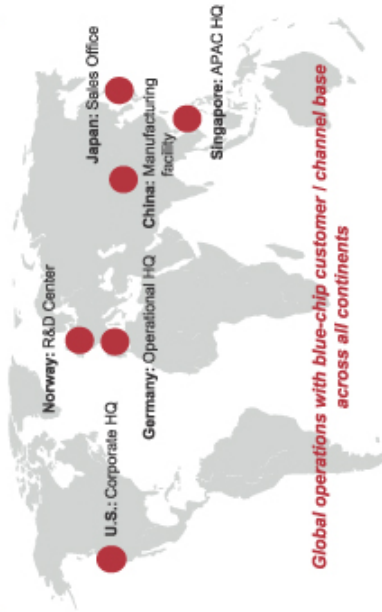 Norway: R&D Center
Japan: Sales Office
U.S.: Corporate HQ
Germany: Operational HQ
China: Manufacturing
facility
Singapore: APAC HQ
Global operations with blue-chip customer / channel base
across all continents